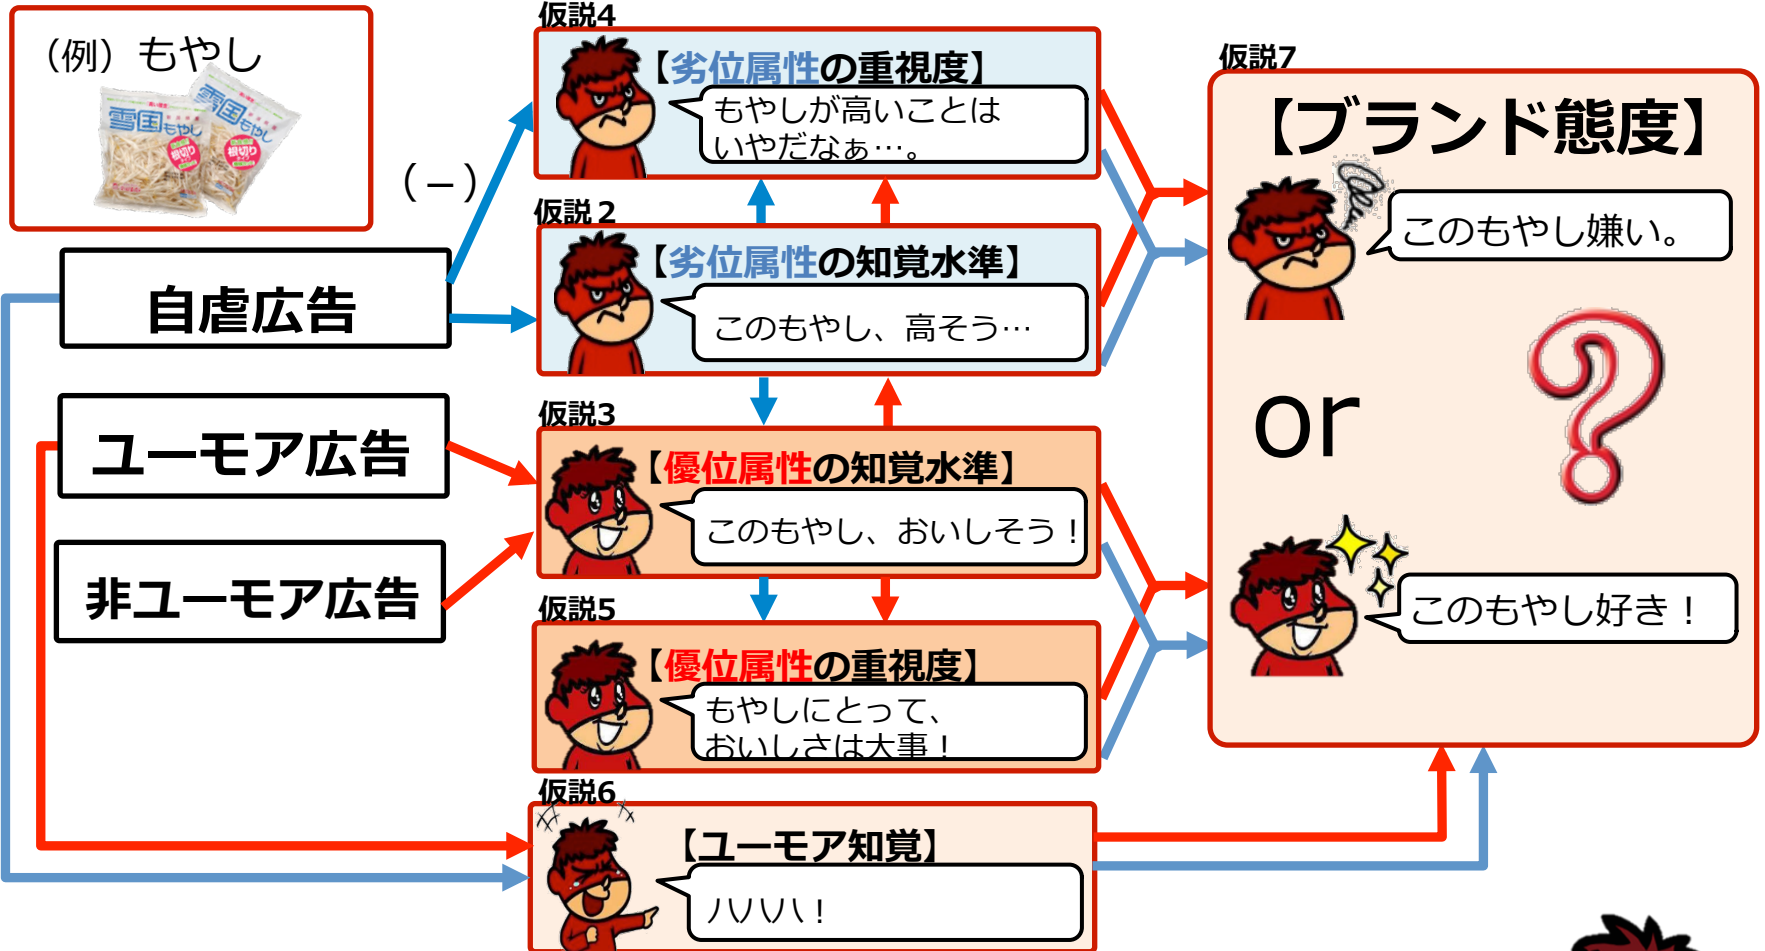 （例）もやし
雪国もやし
根切り
雪国もやし
根切り
（－）
自虐広告
ユーモア広告
非ユーモア広告
仮説4
【劣位属性の重視度】
もやしが高いことは
いやだなぁ…。
仮説２
【劣位属性の知覚水準】
このもやし、高そう…
仮説3
【優位属性の知覚水準】
このもやし、おいしそう！
仮説5
【優位属性の重視度】
もやしにとって、
おいしさは大事！
仮説6
【ユーモア知覚】
ハハハハ！
仮説7
【ブランド態度】
このもやし嫌い。
or
？
このもやし好き！